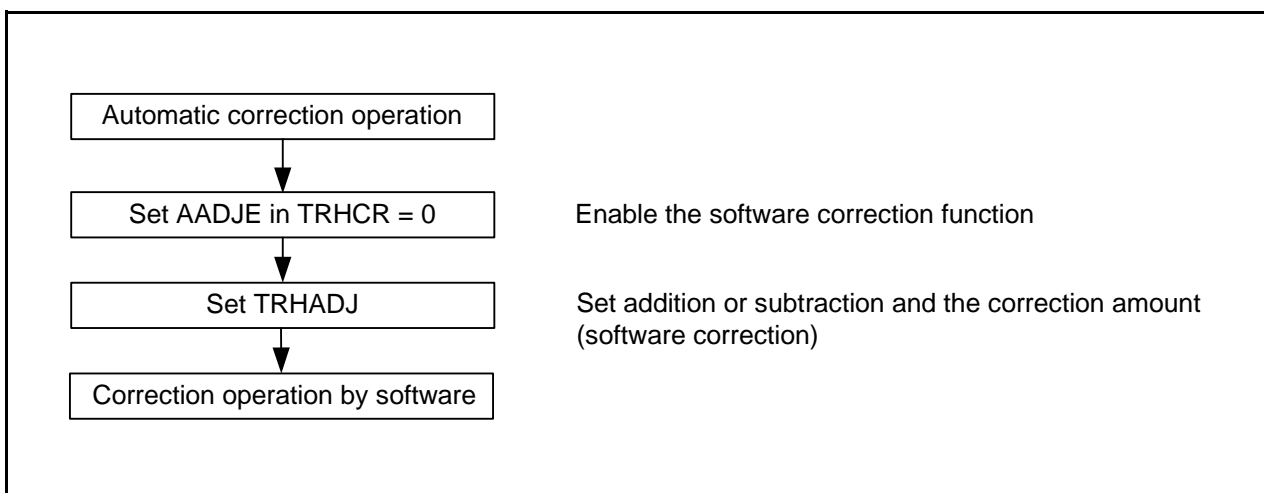 Automatic correction operation
Set AADJE in TRHCR = 0
Enable the software correction function
Set TRHADJ
Set addition or subtraction and the correction amount
(software correction)
Correction operation by software